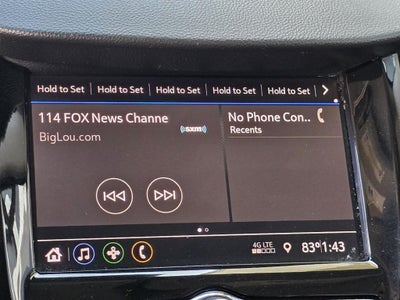 Hold to Set Hold to Set Hold to Set Hold to Set Hold to Set
114 FOX News Channe
sxm
BigLou.com
No Phone Con..
Recents
4G LTE
83° 1:43